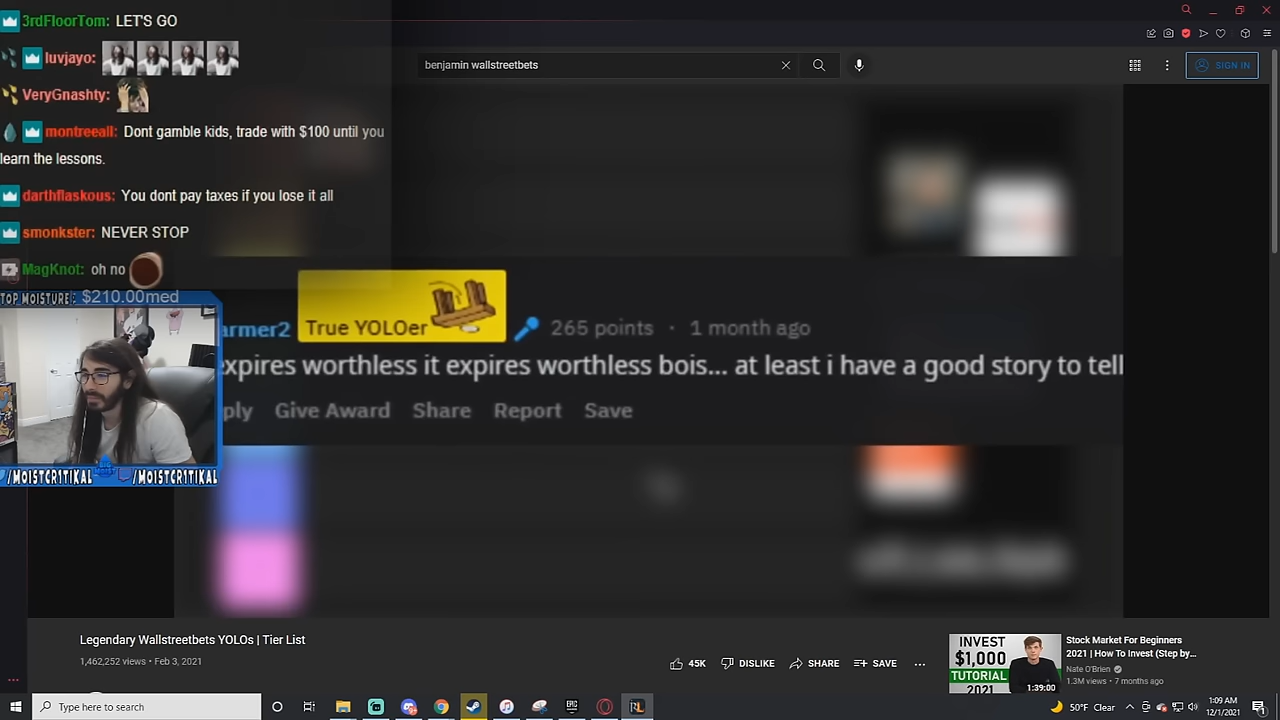 3rdFloorTom: LET'S GO
luvjayo:
VeryGnashty:
montreeall: Dont gamble kids, trade with $100 until you
learn the lessons.
darthflaskous: You dont pay taxes if you lose it all
smonkster: NEVER STOP
MagKnot: oh no
TOP MOISTURE: $210.00med
/MOISTCR1TIKAL /MOISTCR1TIKAL
benjamin wallstreetbets
SIGN IN
armer2 True YOLOer 265 points · 1 month ago
expires worthless it expires worthless bois... at least i have a good story to tell
ply Give Award Share Report Save
Legendary Wallstreetbets YOLOs | Tier List
1,462,252 views • Feb 3, 2021
45K DISLIKE SHARE SAVE
INVEST
$1,000
TUTORIAL
2021
1:39:00
Stock Market For Beginners
2021 | How To Invest (Step by...
Nate O'Brien
1.3M views • 7 months ago
Type here to search
50°F Clear
1:09 AM
12/1/2021